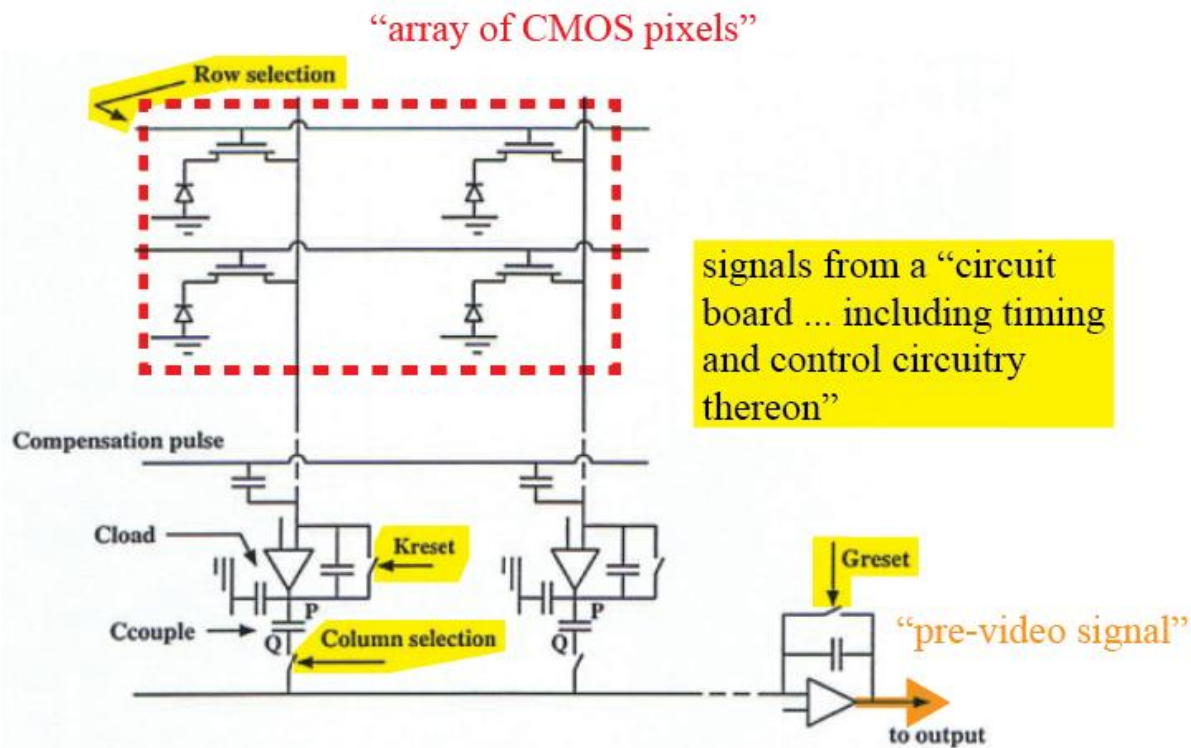 “array of CMOS pixels”
Row selection
signals from a “circuit
board ... including timing
and control circuitry
thereon”
Compensation pulse
Cload
Kreset
Greset
P
P
Ccouple
Q
Column selection
Q
“pre-video signal”
to output